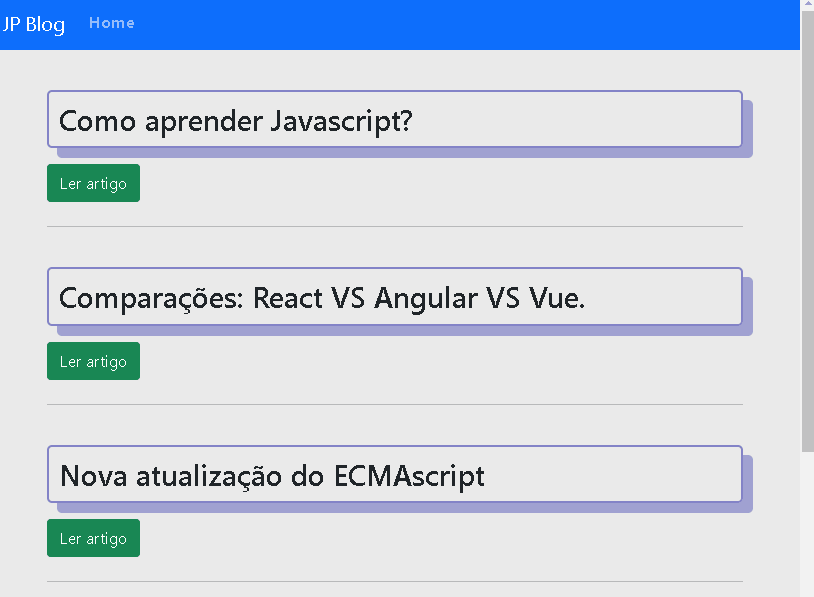 JP Blog Home
Como aprender Javascript?
Ler artigo
Comparações: React VS Angular VS Vue.
Ler artigo
Nova atualização do ECMAscript
Ler artigo